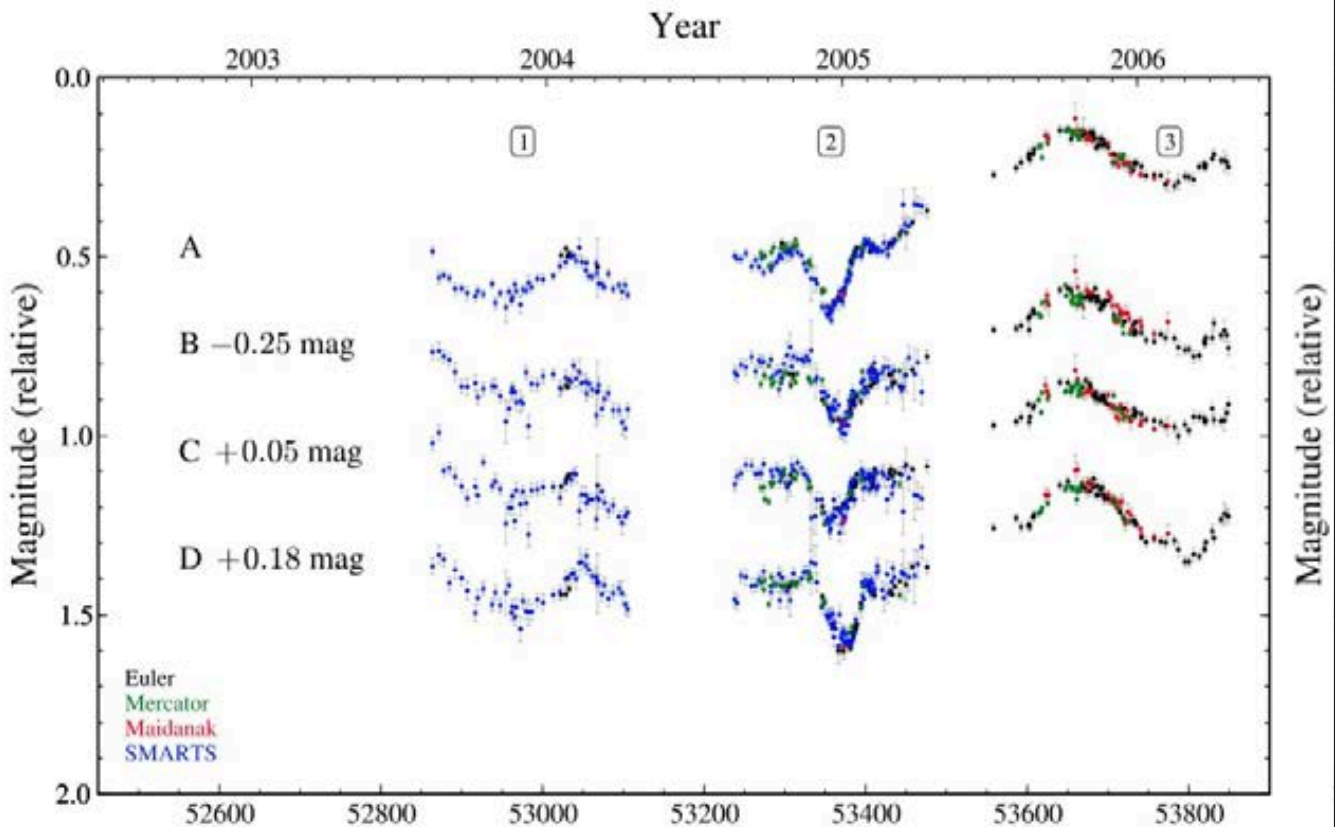 Year
2003 2004 2005 2006
0.0
1 2 3
A
0.5
B −0.25 mag
Magnitude (relative)
Magnitude (relative)
1.0
C +0.05 mag
D +0.18 mag
1.5
Euler
Mercator
Maidanak
SMARTS
2.0
52600 52800 53000 53200 53400 53600 53800